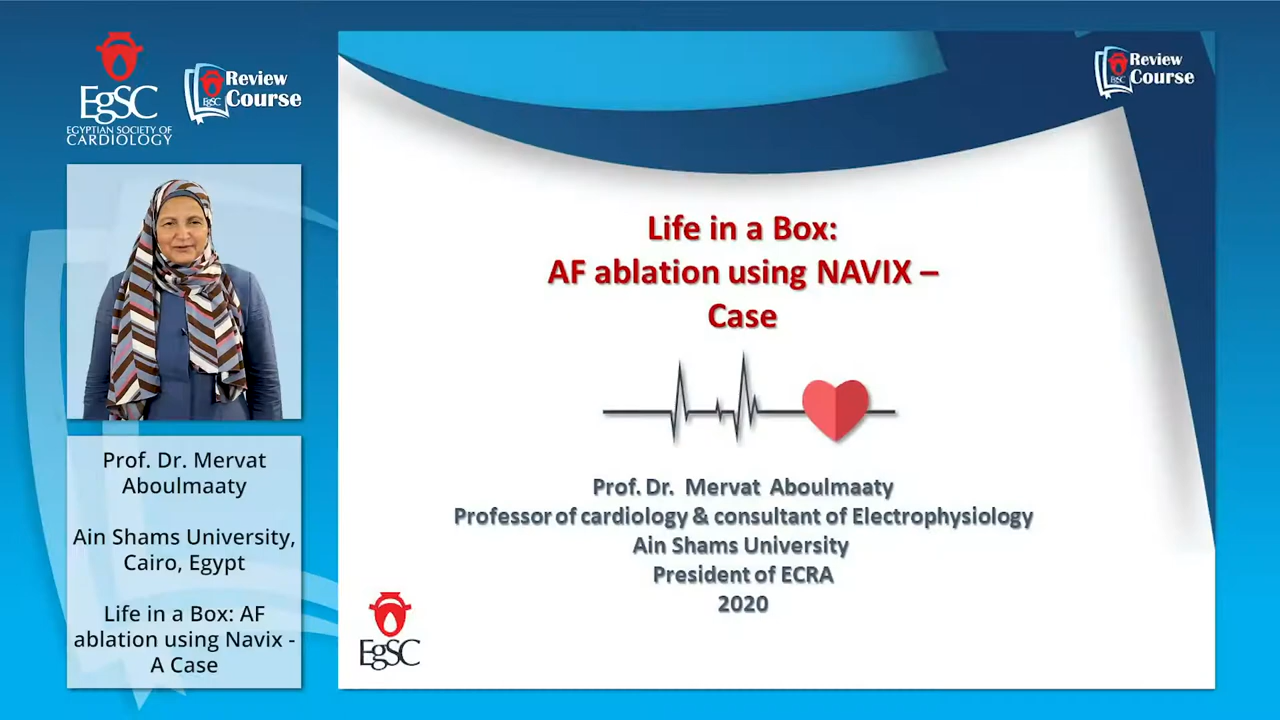 EgSC
EGYPTIAN SOCIETY OF
CARDIOLOGY
EgSC
Review
Course
Prof. Dr. Mervat
Aboulmaaty
Ain Shams University,
Cairo, Egypt
Life in a Box: AF
ablation using Navix -
A Case
EgSC
Review
Course
Life in a Box:
AF ablation using NAVIX –
Case
Prof. Dr. Mervat Aboulmaaty
Professor of cardiology & consultant of Electrophysiology
Ain Shams University
President of ECRA
2020
EgSC